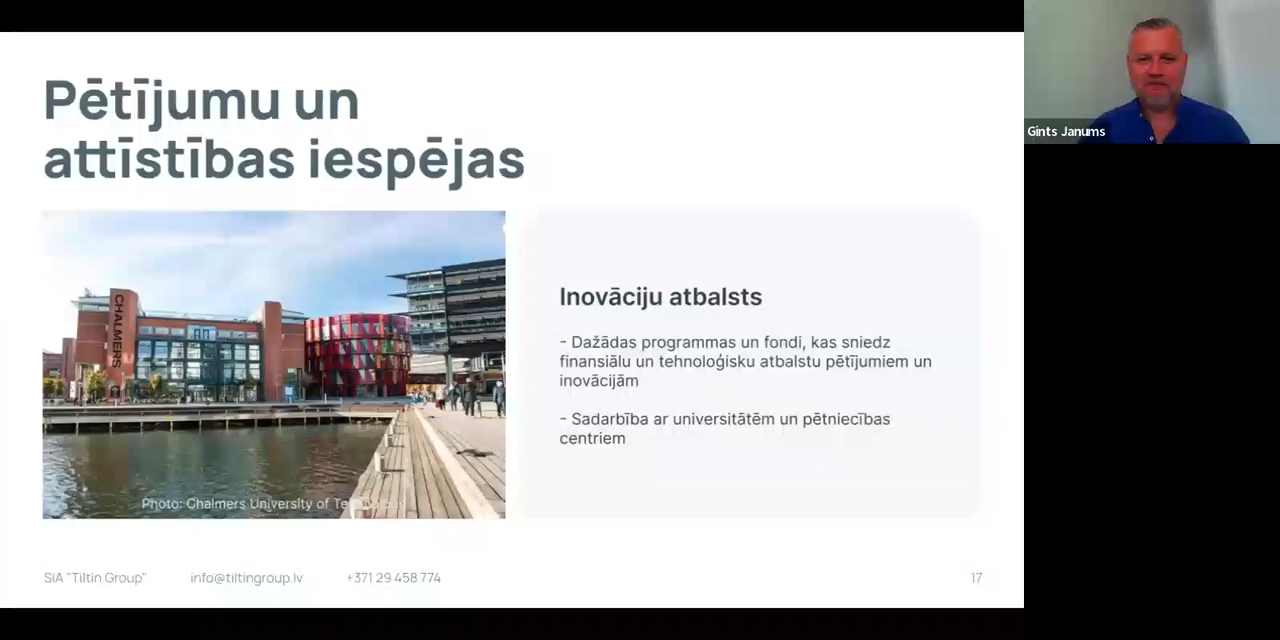 Pētījumu un
attīstības iespējas
CHALMERS
Photo: Chalmers University of
Inovāciju atbalsts
- Dažādas programmas un fondi, kas sniedz
finansiālu un tehnoloģisku atbalstu pētījumiem un
inovācijām
- Sadarbība ar universitātēm un pētniecības
centriem
SIA "Tiltin Group"
info@tiltingroup.lv
+371 29 458 774
17
Gints Janums